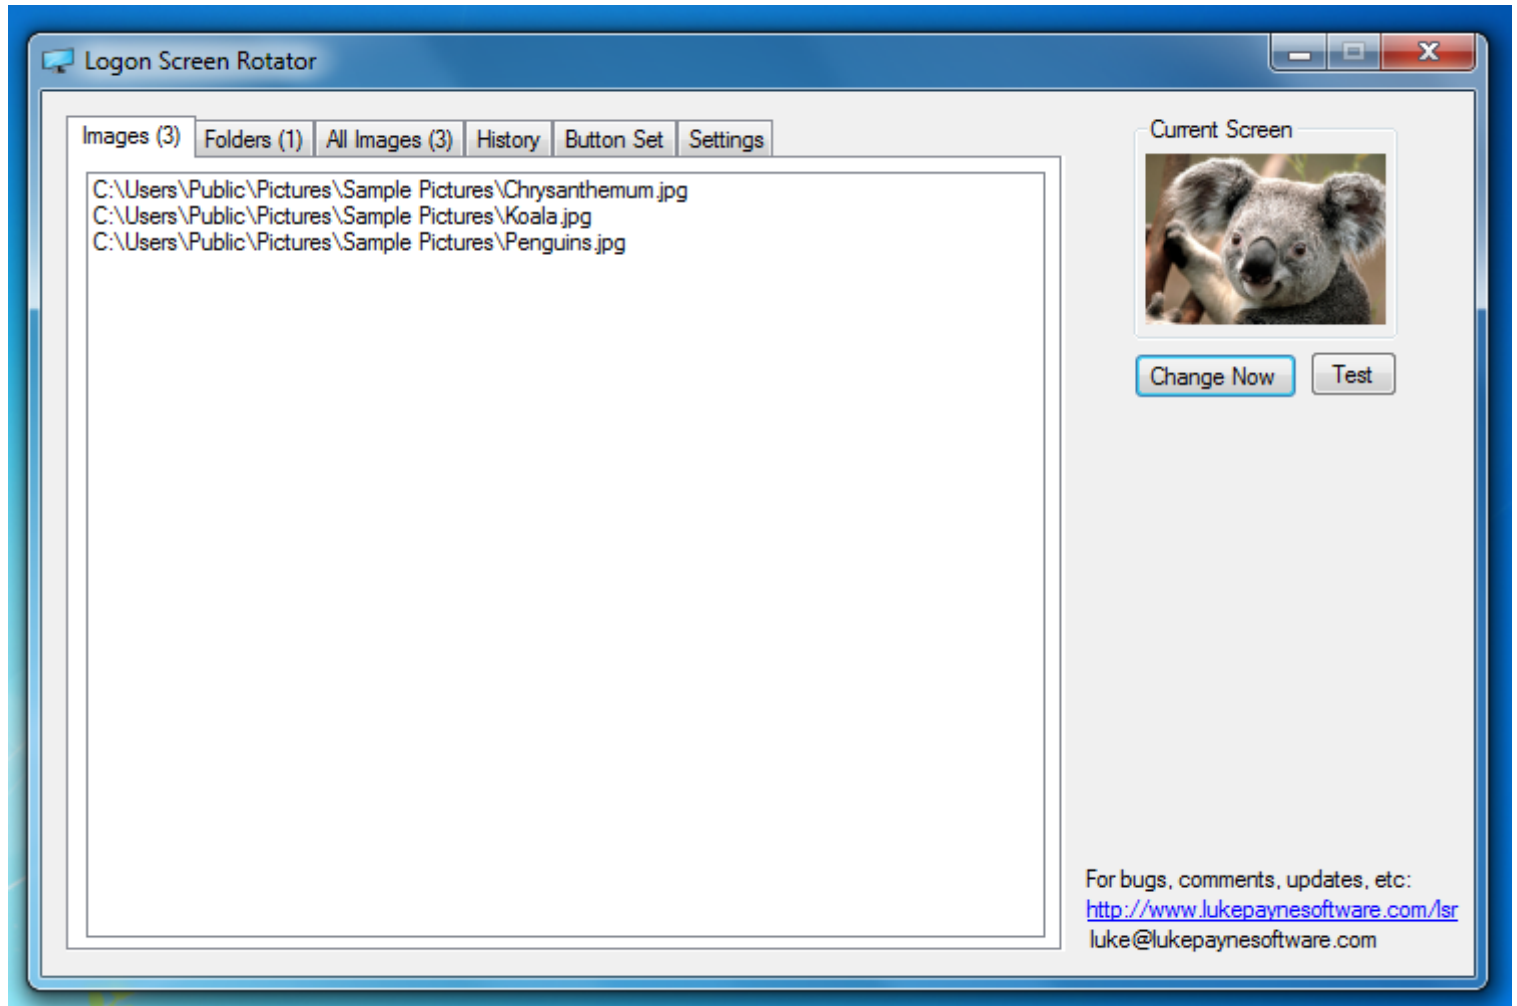 Logon Screen Rotator
Images (3) Folders (1) All Images (3) History Button Set Settings
C:\Users\Public\Pictures\Sample Pictures\Chrysanthemum.jpg
C:\Users\Public\Pictures\Sample Pictures\Koala.jpg
C:\Users\Public\Pictures\Sample Pictures\Penguins.jpg
Current Screen
Change Now Test
For bugs, comments, updates, etc:
http://www.lukepaynesoftware.com/lsr
luke@lukepaynesoftware.com